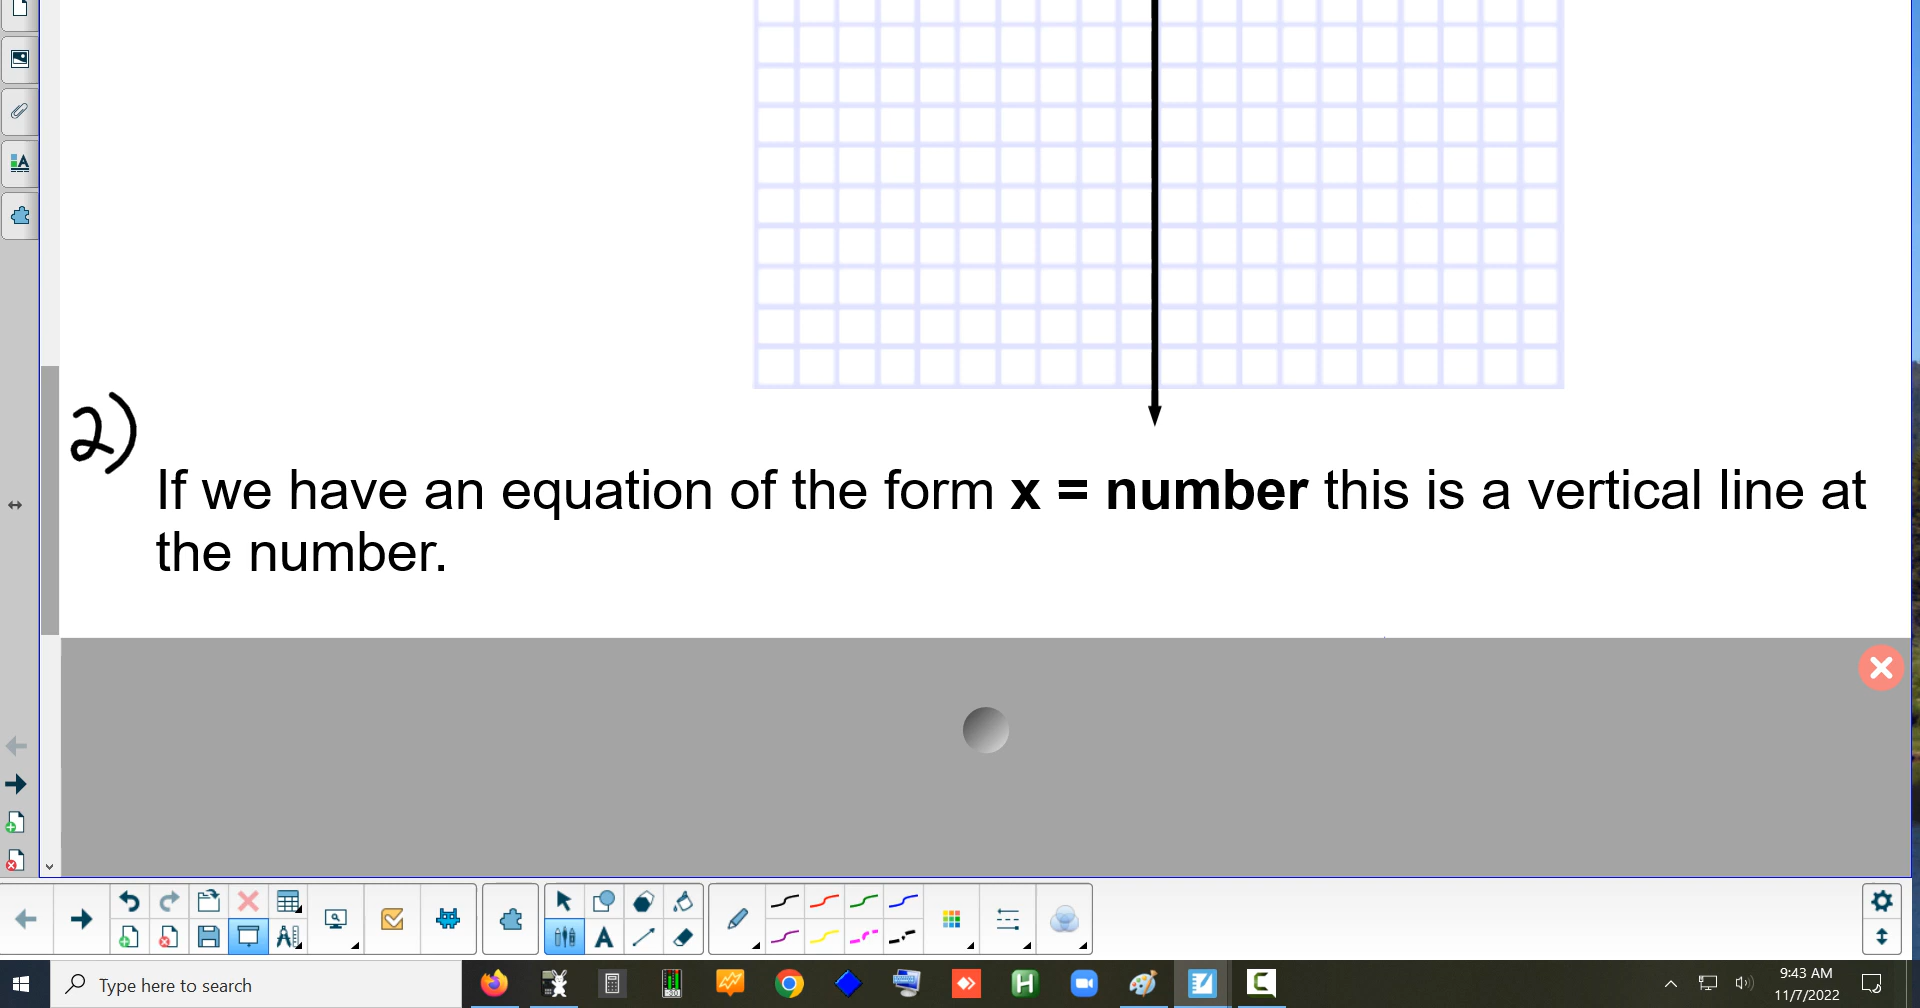 2)
If we have an equation of the form x = number this is a vertical line at
the number.
Type here to search
9:43 AM
11/7/2022